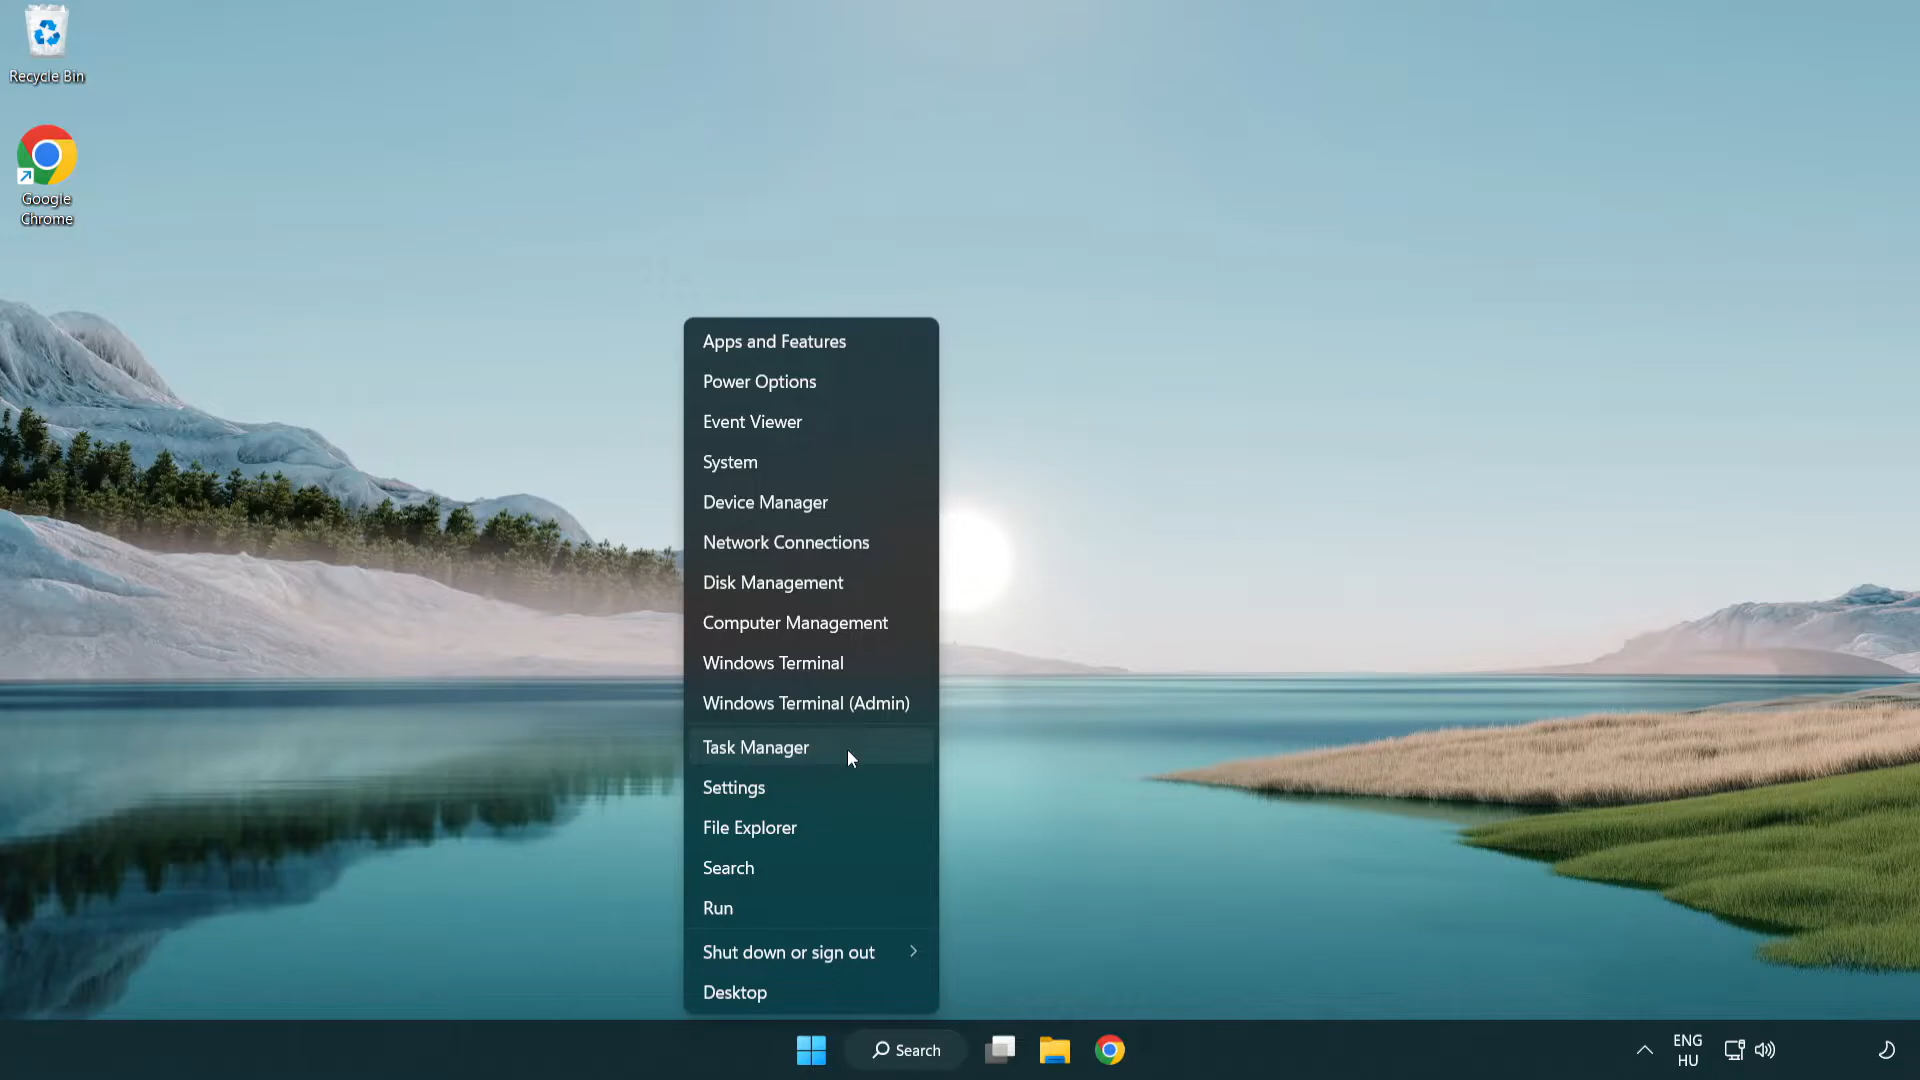 Recycle Bin
Google
Chrome
Apps and Features
Power Options
Event Viewer
System
Device Manager
Network Connections
Disk Management
Computer Management
Windows Terminal
Windows Terminal (Admin)
Task Manager
Settings
File Explorer
Search
Run
Shut down or sign out
Desktop
Search
ENG
HU